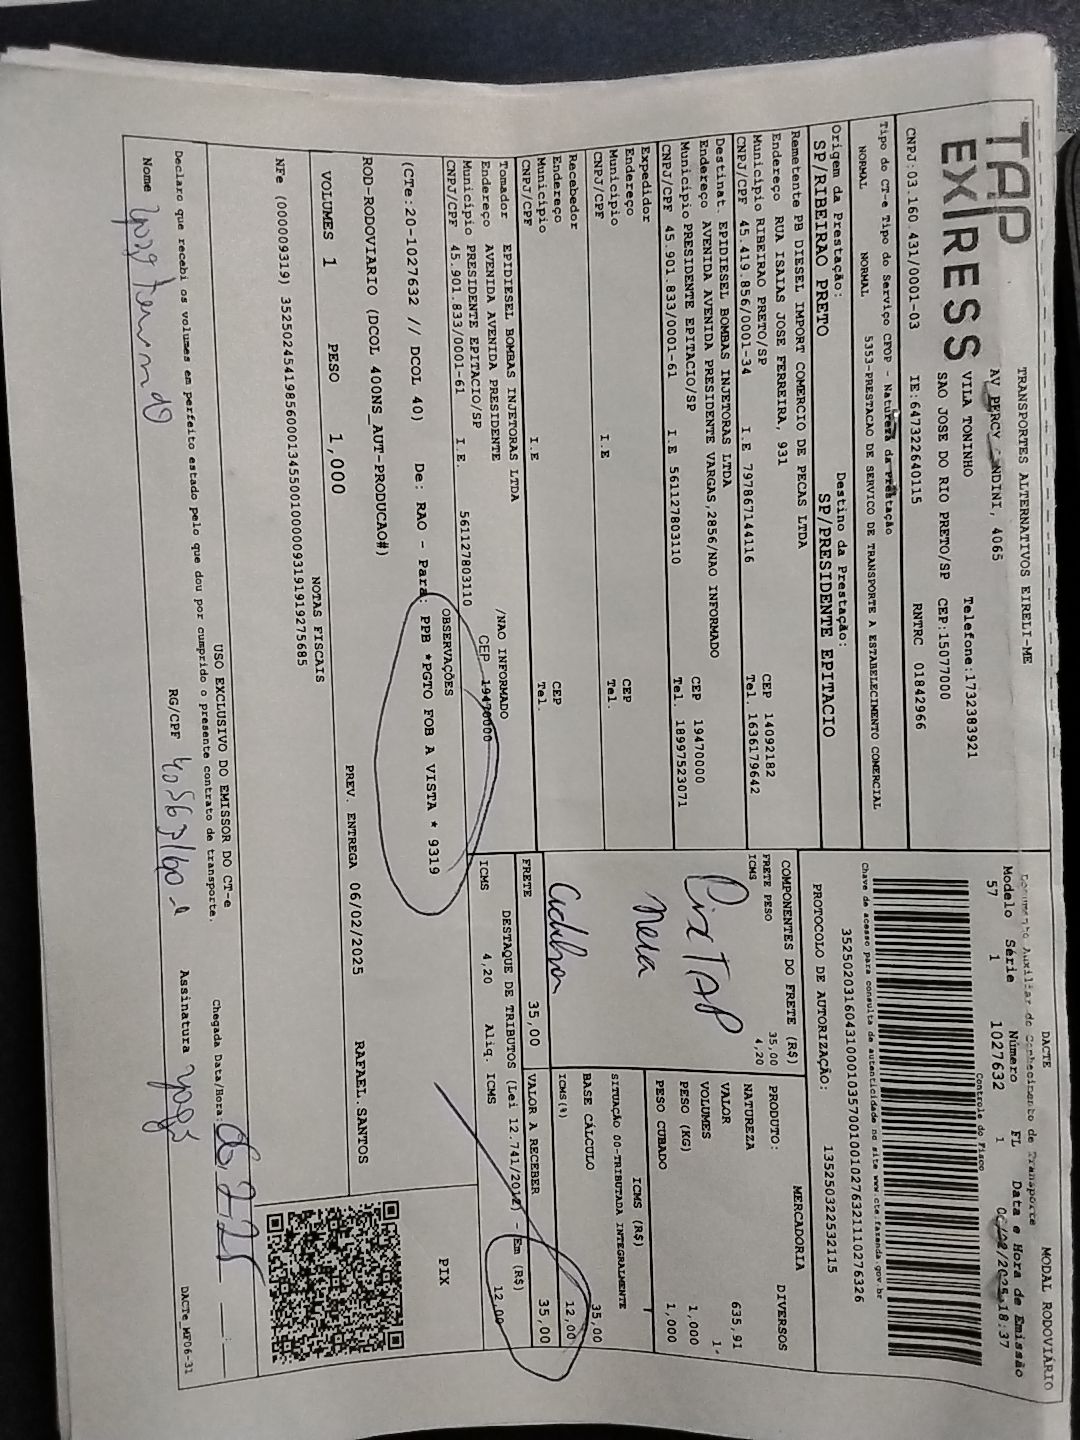 TAP
EXPRESS
TRANSPORTES ALTERNATIVOS EIRELI-ME
AV PERCY NDINI, 4065
VILA TONINHO Telefone:1732383921
SAO JOSE DO RIO PRETO/SP CEP:15077000
CNPJ:03.160.431/0001-03 IE:647322640115 RNTRC 01842966
DACTE MODAL RODOVIÁRIO
Documento Auxiliar do Conhecimento de Transporte
Modelo Série Número FL Data e Hora de Emissão
57 1 1027632 1 18:37
Controle do Fisco
Chave de acesso para consulta de autenticidade no site www.cte.fazenda.gov.br
35250203160431000103570010010276321110276326
PROTOCOLO DE AUTORIZAÇÃO: 135250322532115
Tipo do CT-e Tipo do Serviço CFOP - Natureza da Prestação
NORMAL NORMAL 5353-PRESTACAO DE SERVICO DE TRANSPORTE A ESTABELECIMENTO COMERCIAL
Origem da Prestação: Destino da Prestação:
SP/RIBEIRAO PRETO SP/PRESIDENTE EPITACIO
Remetente PB DIESEL IMPORT COMERCIO DE PECAS LTDA
Endereço RUA ISAIAS JOSE FERREIRA, 931
Município RIBEIRAO PRETO/SP CEP 14092182
CNPJ/CPF 45.419.856/0001-34 I.E 797867144116 Tel. 1636179642
Destinat. EPIDIESEL BOMBAS INJETORAS LTDA
Endereço AVENIDA AVENIDA PRESIDENTE VARGAS,2856/NAO INFORMADO
Município PRESIDENTE EPITACIO/SP CEP 19470000
CNPJ/CPF 45.901.833/0001-61 I.E 561127803110 Tel. 18997523071
Expedidor
Endereço
Município CEP
CNPJ/CPF I.E Tel.
Recebedor
Endereço
Município CEP
CNPJ/CPF I.E Tel.
Tomador EPIDIESEL BOMBAS INJETORAS LTDA
Endereço AVENIDA AVENIDA PRESIDENTE /NAO INFORMADO
Município PRESIDENTE EPITACIO/SP CEP 19470000
CNPJ/CPF 45.901.833/0001-61 I.E. 561127803110
COMPONENTES DO FRETE (R$)
FRETE PESO 35,00
ICMS 4,20
Pix TAP
FRETE 35,00
PRODUTO: MERCADORIA
NATUREZA DIVERSOS
VALOR 635,91
VOLUMES 1
PESO (KG) 1,000
PESO CUBADO 1,000
ICMS (R$)
SITUAÇÃO 00-TRIBUTADA INTEGRALMENTE
BASE CÁLCULO 35,00
ICMS(%) 12,00
VALOR A RECEBER 35,00
DESTAQUE DE TRIBUTOS (Lei 12.741/2012) - Em (R$)
ICMS 4,20 Aliq. ICMS 12,00
OBSERVAÇÕES
(CTe:20-1027632 // DCOL 40) De: RAO - Para: PPB *PGTO FOB A VISTA * 9319
ROD-RODOVIARIO (DCOL 400NS_AUT-PRODUCAO#)
PIX
VOLUMES 1 PESO 1,000 PREV. ENTREGA 06/02/2025 RAFAEL.SANTOS
NOTAS FISCAIS
NFe (000009319) 35250245419856000134550010000093191919275685
USO EXCLUSIVO DO EMISSOR DO CT-e
Declaro que recebi os volumes em perfeito estado pelo que dou por cumprido o presente contrato de transporte.
Chegada Data/Hora: 06.2.25 :
Nome RG/CPF Assinatura
DACTe_MF06-31